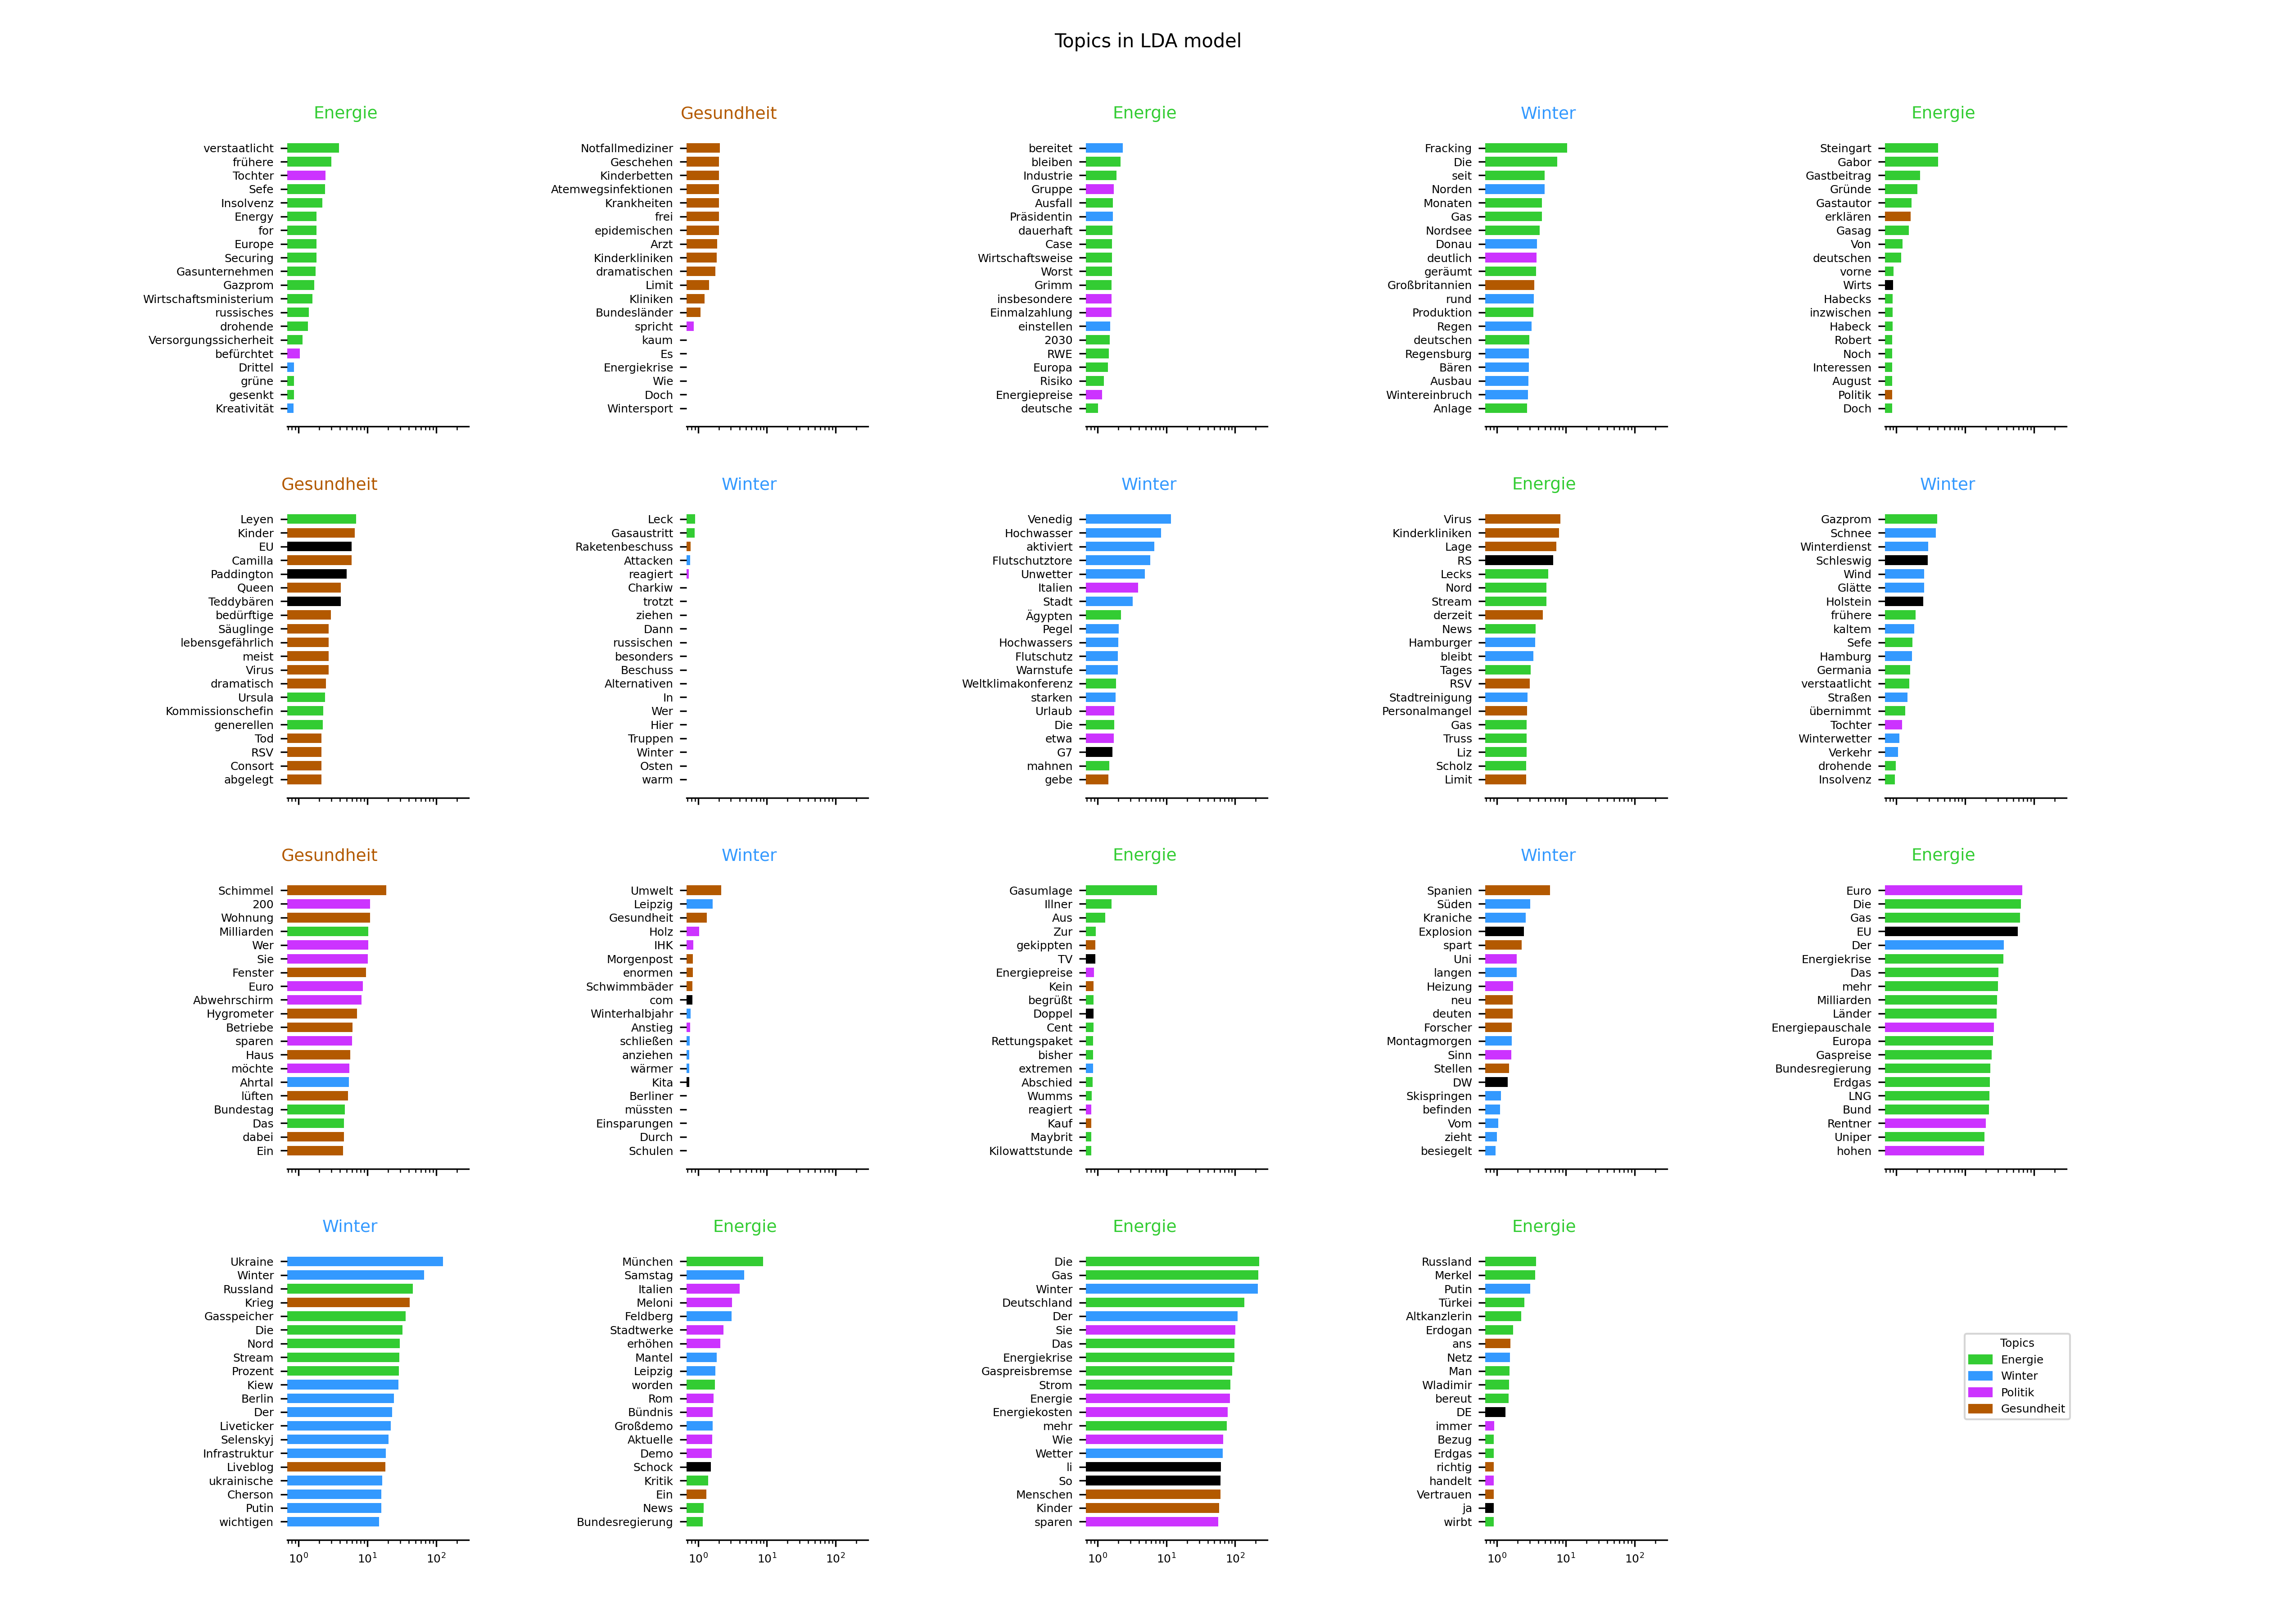 Topics in LDA model
Energie
verstaatlicht
frühere
Tochter
Sefe
Insolvenz
Energy
for
Europe
Securing
Gasunternehmen
Gazprom
Wirtschaftsministerium
russisches
drohende
Versorgungssicherheit
befürchtet
Drittel
grüne
gesenkt
Kreativität
Gesundheit
Notfallmediziner
Geschehen
Kinderbetten
Atemwegsinfektionen
Krankheiten
frei
epidemischen
Arzt
Kinderkliniken
dramatischen
Limit
Kliniken
Bundesländer
spricht
kaum
Es
Energiekrise
Wie
Doch
Wintersport
Energie
bereitet
bleiben
Industrie
Gruppe
Ausfall
Präsidentin
dauerhaft
Case
Wirtschaftsweise
Worst
Grimm
insbesondere
Einmalzahlung
einstellen
2030
RWE
Europa
Risiko
Energiepreise
deutsche
Winter
Fracking
Die
seit
Norden
Monaten
Gas
Nordsee
Donau
deutlich
geräumt
Großbritannien
rund
Produktion
Regen
deutschen
Regensburg
Bären
Ausbau
Wintereinbruch
Anlage
Energie
Steingart
Gabor
Gastbeitrag
Gründe
Gastautor
erklären
Gasag
Von
deutschen
vorne
Wirts
Habecks
inzwischen
Habeck
Robert
Noch
Interessen
August
Politik
Doch
Gesundheit
Leyen
Kinder
EU
Camilla
Paddington
Queen
Teddybären
bedürftige
Säuglinge
lebensgefährlich
meist
Virus
dramatisch
Ursula
Kommissionschefin
generellen
Tod
RSV
Consort
abgelegt
Winter
Leck
Gasaustritt
Raketenbeschuss
Attacken
reagiert
Charkiw
trotzt
ziehen
Dann
russischen
besonders
Beschuss
Alternativen
In
Wer
Hier
Truppen
Winter
Osten
warm
Winter
Venedig
Hochwasser
aktiviert
Flutschutztore
Unwetter
Italien
Stadt
Ägypten
Pegel
Hochwassers
Flutschutz
Warnstufe
Weltklimakonferenz
starken
Urlaub
Die
etwa
G7
mahnen
gebe
Energie
Virus
Kinderkliniken
Lage
RS
Lecks
Nord
Stream
derzeit
News
Hamburger
bleibt
Tages
RSV
Stadtreinigung
Personalmangel
Gas
Truss
Liz
Scholz
Limit
Winter
Gazprom
Schnee
Winterdienst
Schleswig
Wind
Glätte
Holstein
frühere
kaltem
Sefe
Hamburg
Germania
verstaatlicht
Straßen
übernimmt
Tochter
Winterwetter
Verkehr
drohende
Insolvenz
Gesundheit
Schimmel
200
Wohnung
Milliarden
Wer
Sie
Fenster
Euro
Abwehrschirm
Hygrometer
Betriebe
sparen
Haus
möchte
Ahrtal
lüften
Bundestag
Das
dabei
Ein
Winter
Umwelt
Leipzig
Gesundheit
Holz
IHK
Morgenpost
enormen
Schwimmbäder
com
Winterhalbjahr
Anstieg
schließen
anziehen
wärmer
Kita
Berliner
müssten
Einsparungen
Durch
Schulen
Energie
Gasumlage
Illner
Aus
Zur
gekippten
TV
Energiepreise
Kein
begrüßt
Doppel
Cent
Rettungspaket
bisher
extremen
Abschied
Wumms
reagiert
Kauf
Maybrit
Kilowattstunde
Winter
Spanien
Süden
Kraniche
Explosion
spart
Uni
langen
Heizung
neu
deuten
Forscher
Montagmorgen
Sinn
Stellen
DW
Skispringen
befinden
Vom
zieht
besiegelt
Energie
Euro
Die
Gas
EU
Der
Energiekrise
Das
mehr
Milliarden
Länder
Energiepauschale
Europa
Gaspreise
Bundesregierung
Erdgas
LNG
Bund
Rentner
Uniper
hohen
Winter
Ukraine
Winter
Russland
Krieg
Gasspeicher
Die
Nord
Stream
Prozent
Kiew
Berlin
Der
Liveticker
Selenskyj
Infrastruktur
Liveblog
ukrainische
Cherson
Putin
wichtigen
10⁰ 10¹ 10²
Energie
München
Samstag
Italien
Meloni
Feldberg
Stadtwerke
erhöhen
Mantel
Leipzig
worden
Rom
Bündnis
Großdemo
Aktuelle
Demo
Schock
Kritik
Ein
News
Bundesregierung
10⁰ 10¹ 10²
Energie
Die
Gas
Winter
Deutschland
Der
Sie
Das
Energiekrise
Gaspreisbremse
Strom
Energie
Energiekosten
mehr
Wie
Wetter
li
So
Menschen
Kinder
sparen
10⁰ 10¹ 10²
Energie
Russland
Merkel
Putin
Türkei
Altkanzlerin
Erdogan
ans
Netz
Man
Wladimir
bereut
DE
immer
Bezug
Erdgas
richtig
handelt
Vertrauen
ja
wirbt
10⁰ 10¹ 10²
Topics
Energie
Winter
Politik
Gesundheit